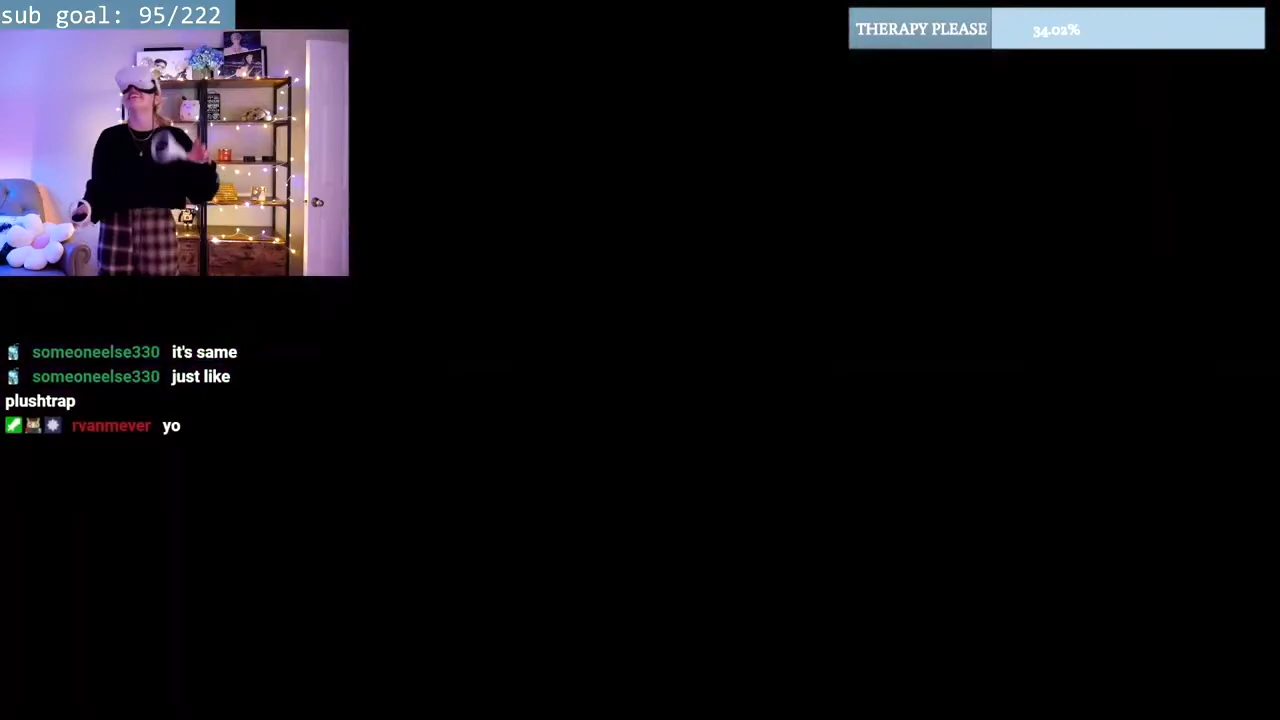 sub goal: 95/222
THERAPY PLEASE 34.02%
someoneelse330 it's same
someoneelse330 just like
plushtrap
rvanmever yo